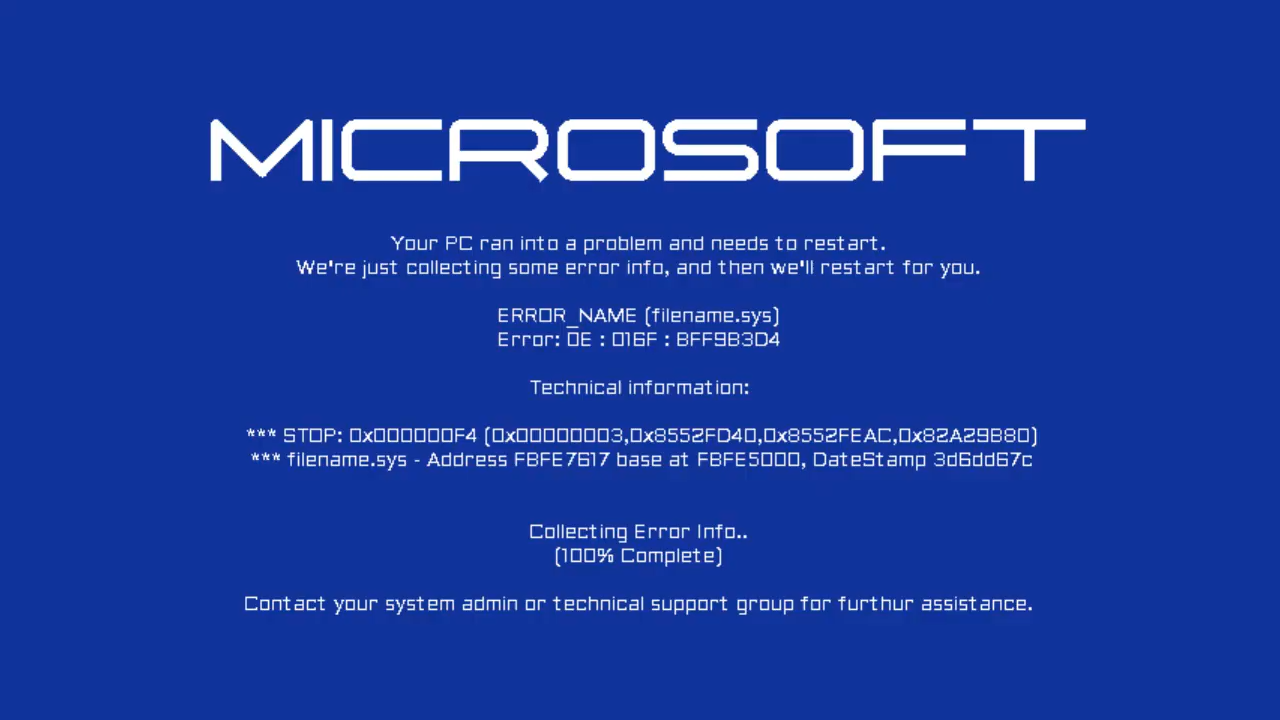 MICROSOFT
Your PC ran into a problem and needs to restart.
We're just collecting some error info, and then we'll restart for you.
ERROR_NAME (filename.sys)
Error: 0E : 016F : BFF9B3D4
Technical information:
*** STOP: 0x000000F4 (0x00000003,0x8552FD40,0x8552FEAC,0x82A29B80)
*** filename.sys - Address FBFE7617 base at FBFE5000, DateStamp 3d6dd67c
Collecting Error Info..
(100% Complete)
Contact your system admin or technical support group for furthur assistance.